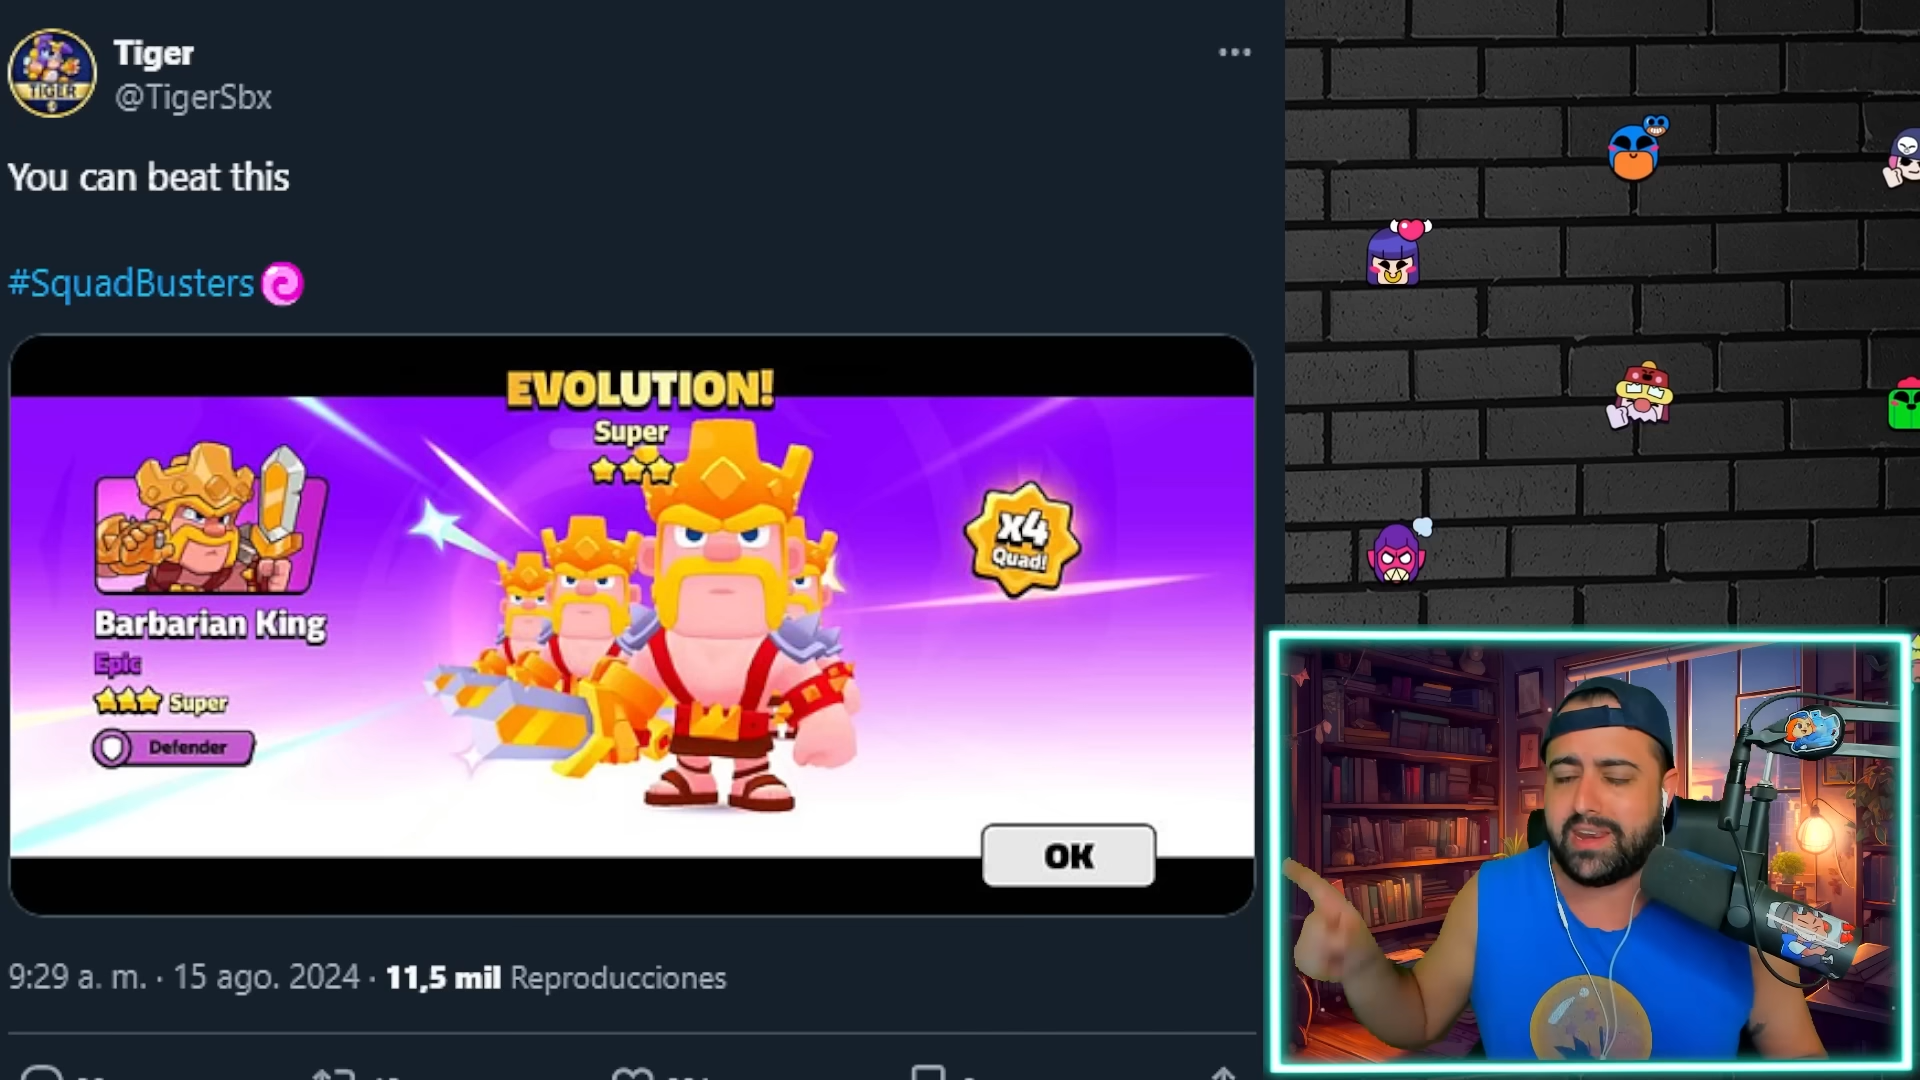 Tiger
@TigerSbx
TIGER
You can beat this
#SquadBusters
EVOLUTION!
Super
x4
Quad!
Barbarian King
Epic
Super
Defender
OK
9:29 a. m. · 15 ago. 2024 · 11,5 mil Reproducciones